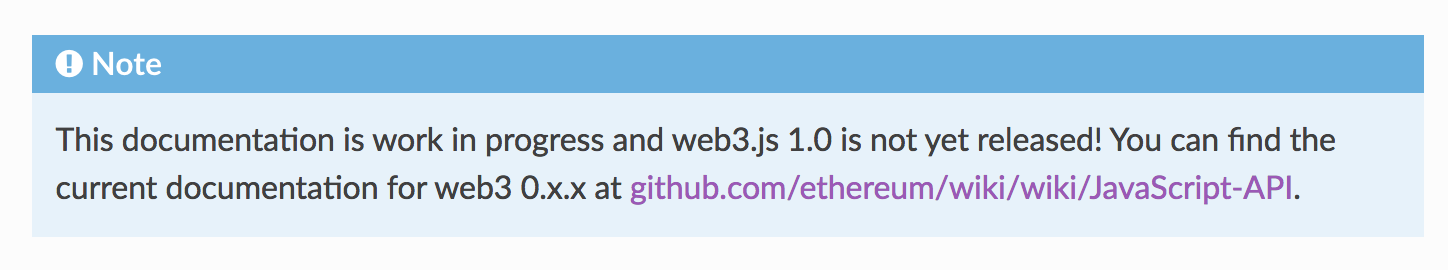 Note
This documentation is work in progress and web3.js 1.0 is not yet released! You can find the
current documentation for web3 0.x.x at github.com/ethereum/wiki/wiki/JavaScript-API.